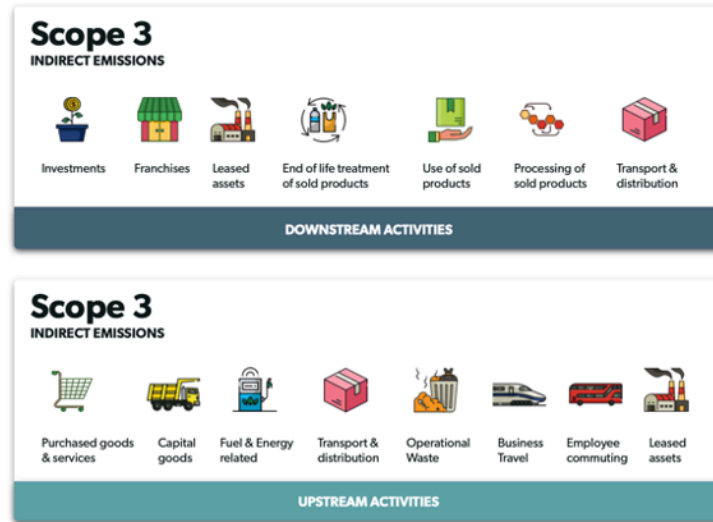 Scope 3
INDIRECT EMISSIONS
Investments
Franchises
Leased
assets
End of life treatment
of sold products
Use of sold
products
Processing of
sold products
Transport &
distribution
DOWNSTREAM ACTIVITIES
Scope 3
INDIRECT EMISSIONS
Purchased goods
& services
Capital
goods
Fuel & Energy
related
Transport &
distribution
Operational
Waste
Business
Travel
Employee
commuting
Leased
assets
UPSTREAM ACTIVITIES